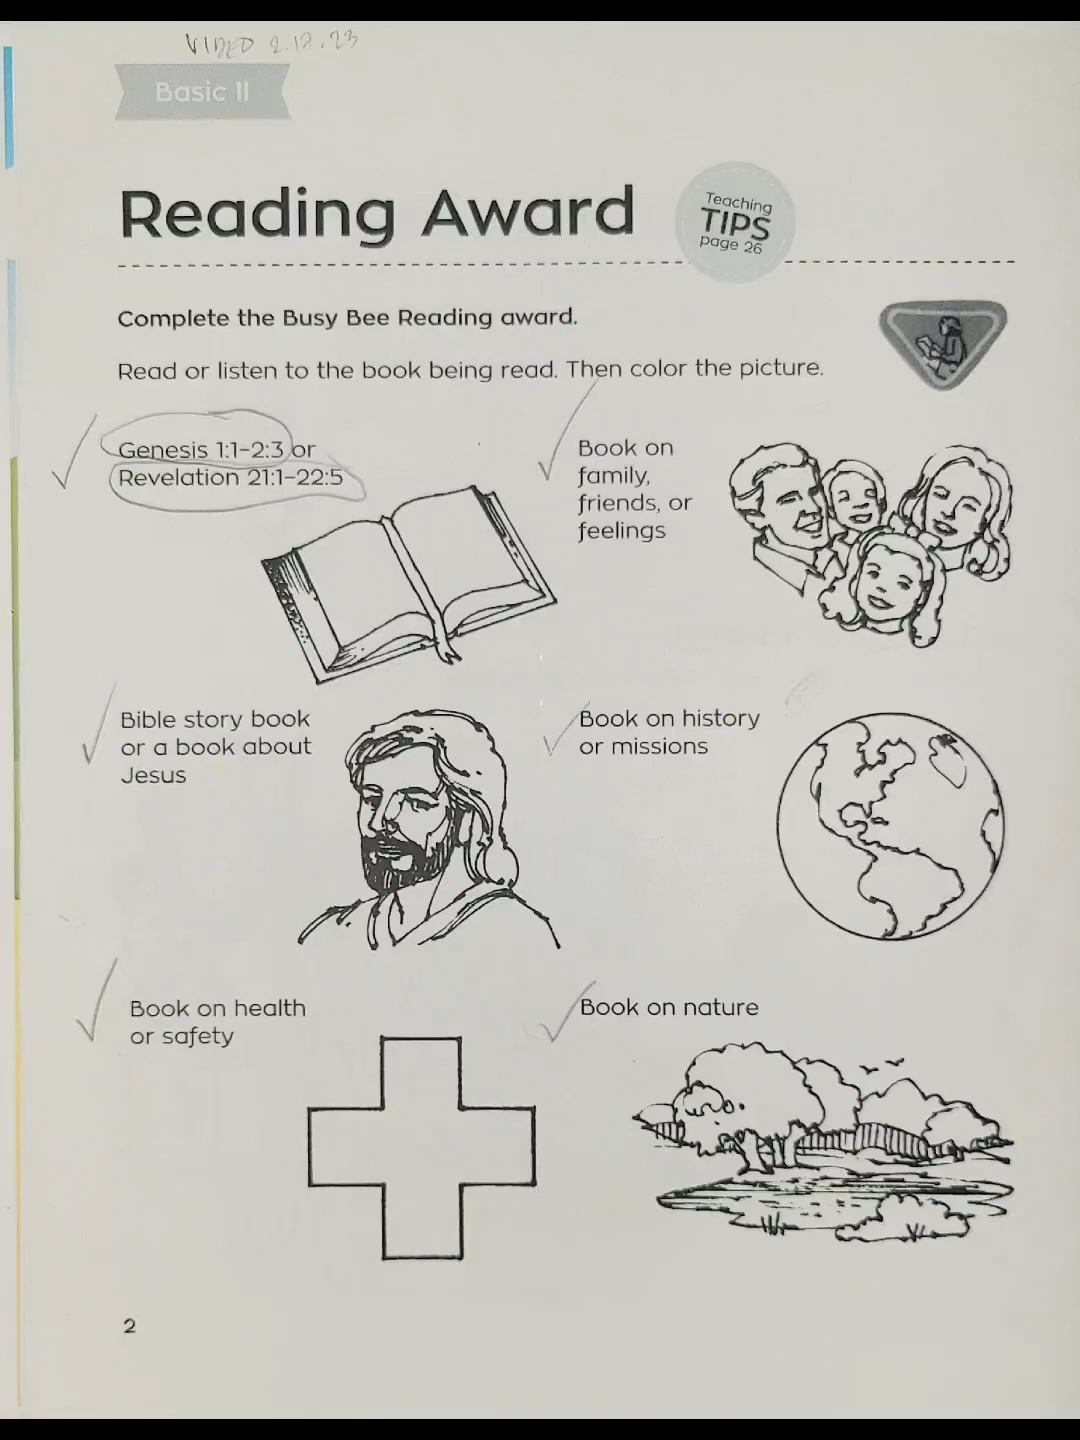 VIDEO 2.17.23
Basic II
Reading Award
Teaching
TIPS
page 26
Complete the Busy Bee Reading award.
Read or listen to the book being read. Then color the picture.
Genesis 1:1–2:3 or
Revelation 21:1–22:5
Book on
family,
friends, or
feelings
Bible story book
or a book about
Jesus
Book on history
or missions
Book on health
or safety
Book on nature
2